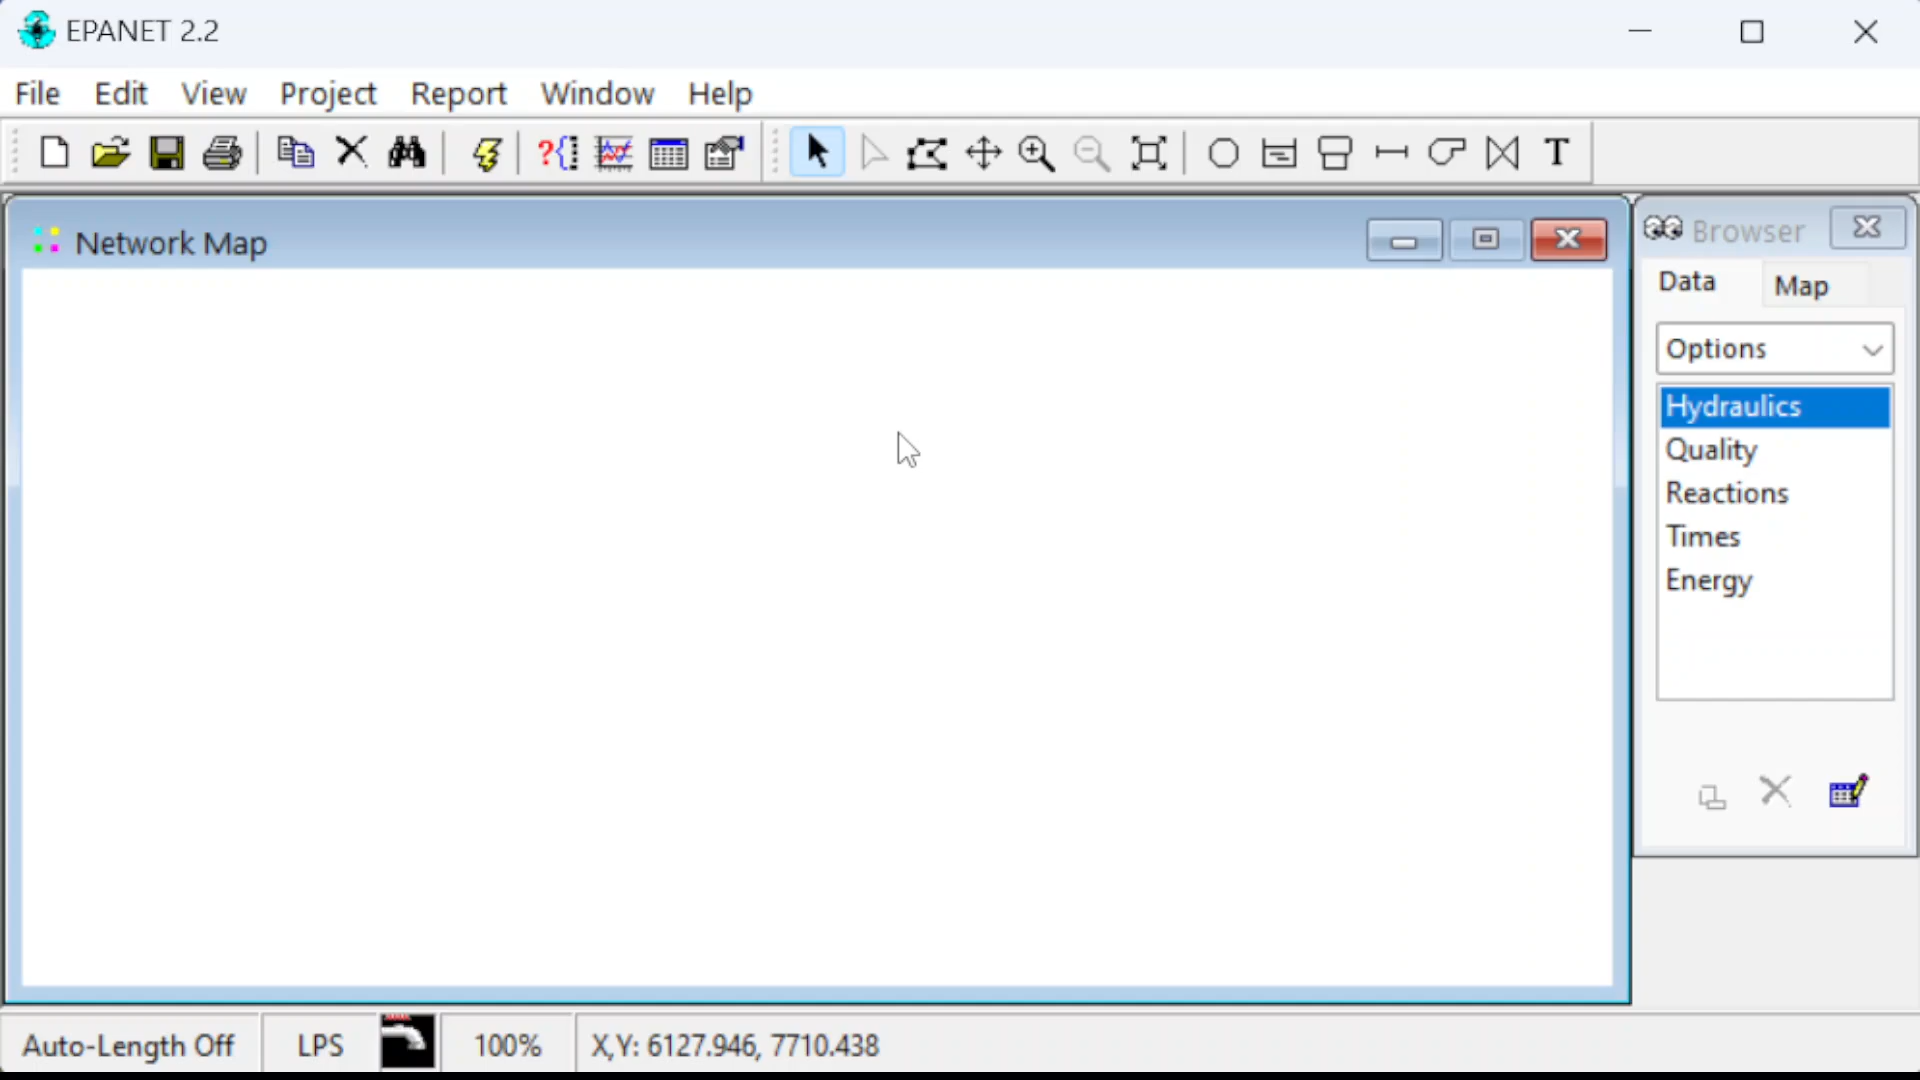 EPANET 2.2
File Edit View Project Report Window Help
?{} T
Network Map
Browser
Data Map
Options
Hydraulics
Quality
Reactions
Times
Energy
Auto-Length Off LPS 100% X,Y: 6127.946, 7710.438